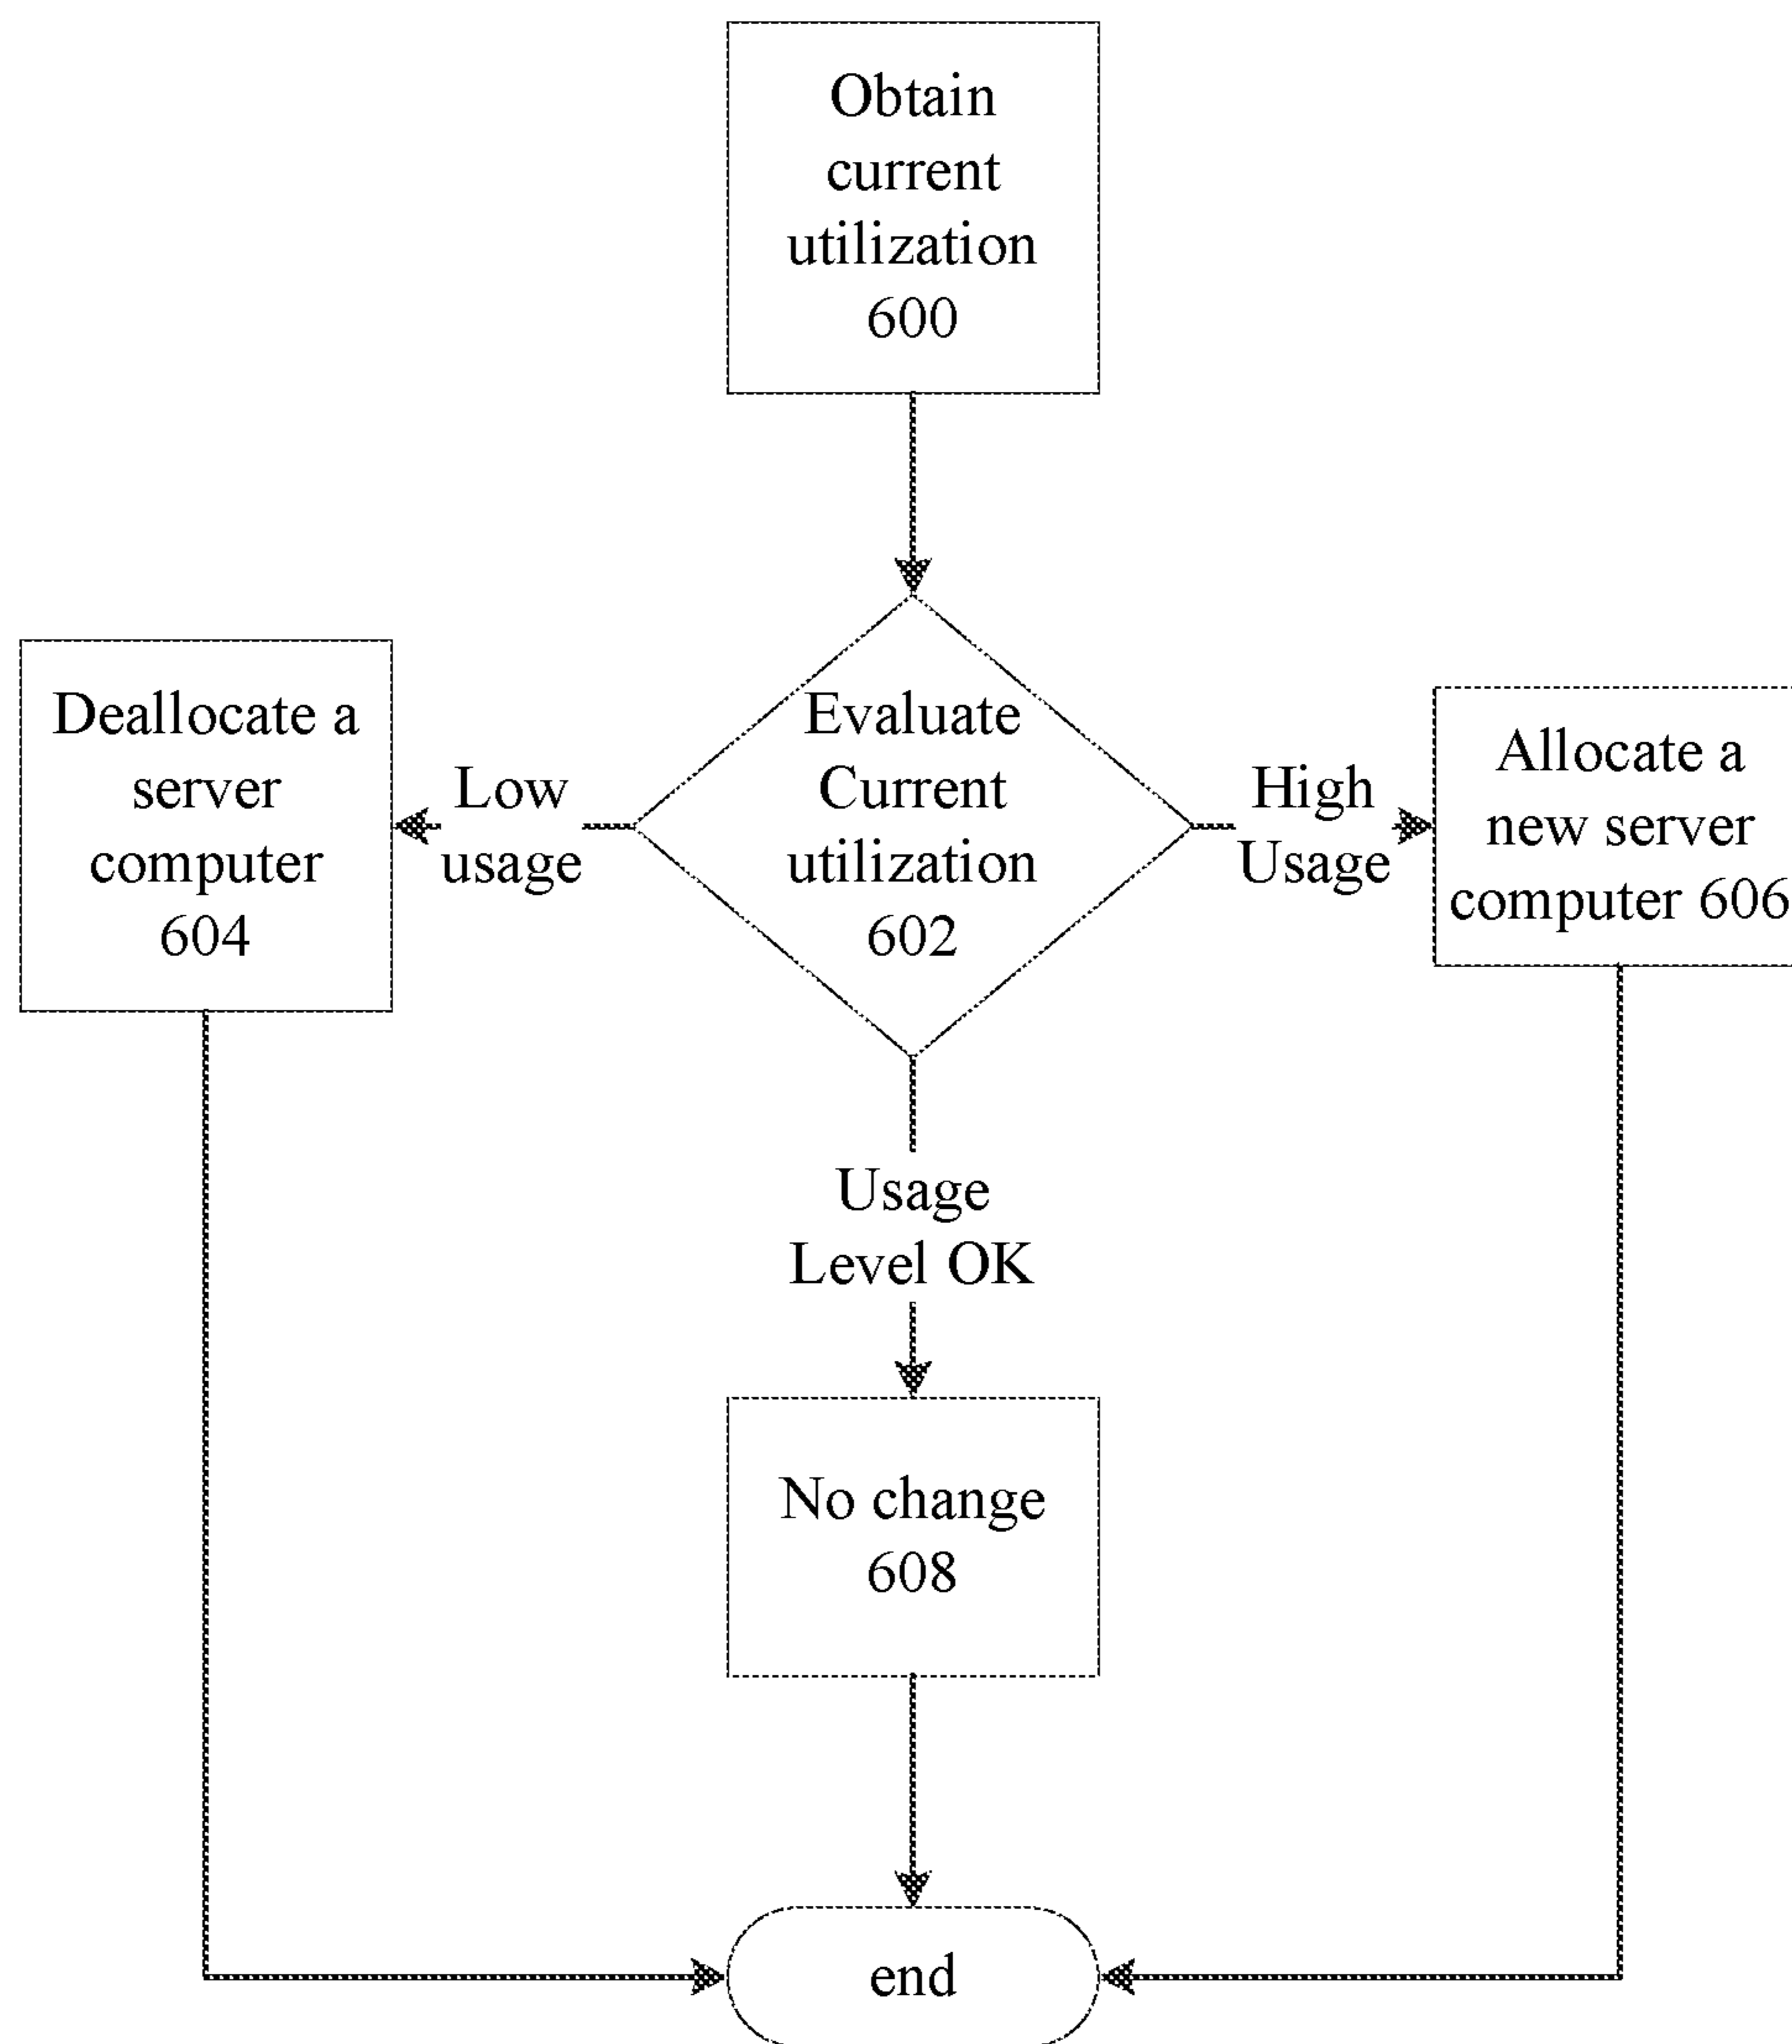 Obtain
current
utilization
600
Deallocate a
server
computer
604
Low
usage
Evaluate
Current
utilization
602
High
Usage
Allocate a
new server
computer 606
Usage
Level OK
No change
608
end